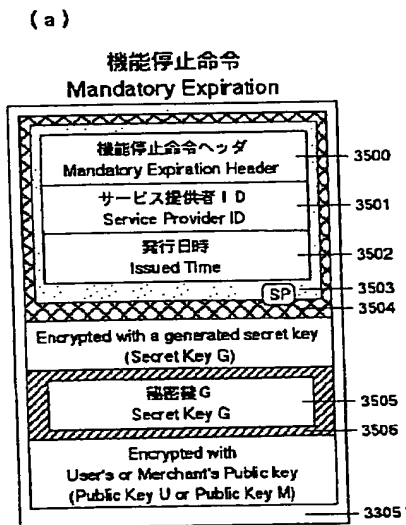 (a)
機能停止命令
Mandatory Expiration
機能停止命令ヘッダ
Mandatory Expiration Header
3500
サービス提供者ID
Service Provider ID
3501
発行日時
Issued Time
3502
SP
3503
3504
Encrypted with a generated secret key
(Secret Key G)
秘密鍵G
Secret Key G
3505
3506
Encrypted with
User's or Merchant's Public key
(Public Key U or Public Key M)
3305